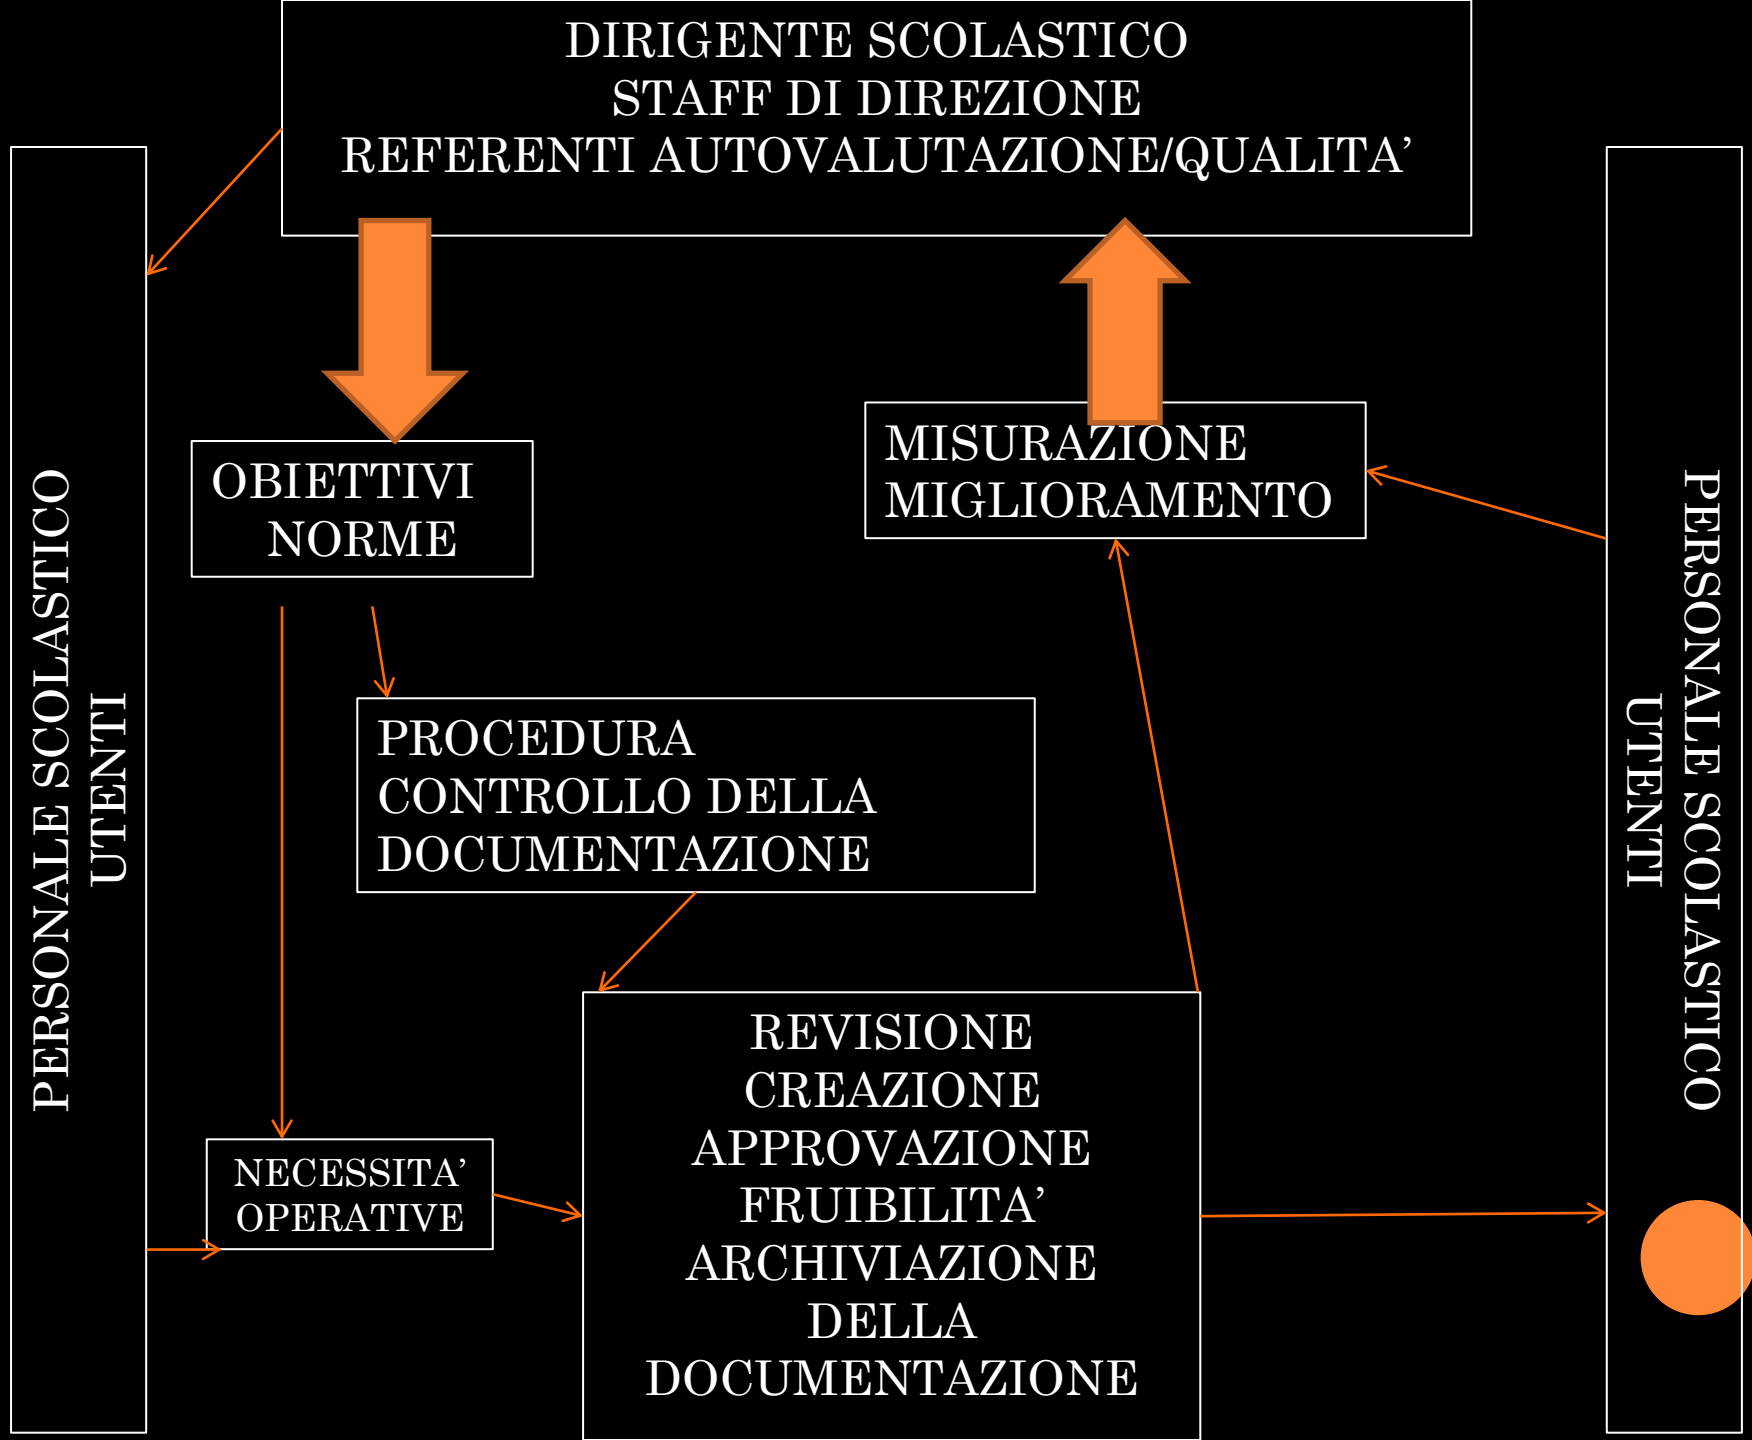 DIRIGENTE SCOLASTICO
STAFF DI DIREZIONE
REFERENTI AUTOVALUTAZIONE/QUALITA’
PERSONALE SCOLASTICO
UTENTI
OBIETTIVI
NORME
MISURAZIONE
MIGLIORAMENTO
PROCEDURA
CONTROLLO DELLA
DOCUMENTAZIONE
NECESSITA’
OPERATIVE
REVISIONE
CREAZIONE
APPROVAZIONE
FRUIBILITA’
ARCHIVIAZIONE
DELLA
DOCUMENTAZIONE
PERSONALE SCOLASTICO
UTENTI